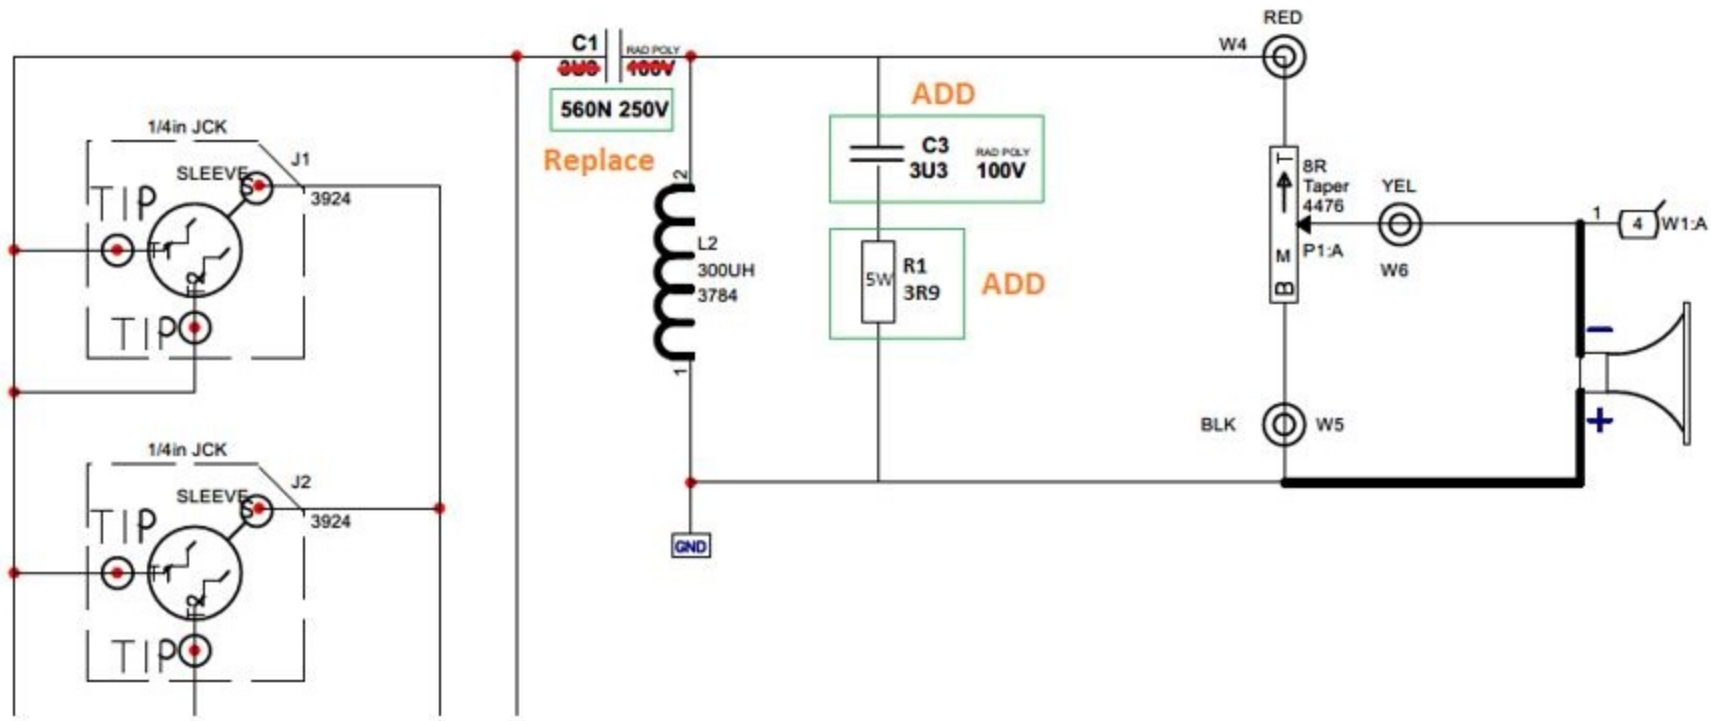 RED
C1
RAD POLY
W4
3U3
100V
560N 250V
ADD
1/4in JCK
C3
RAD POLY
3U3
100V
Replace
J1
SLEEVE
S
3924
TIP
T
R
TIP
2
L2
300UH
3784
1
5W
R1
3R9
ADD
T
8R
Taper
4476
M
P1:A
B
YEL
W6
1
4
W1:A
−
+
BLK
W5
1/4in JCK
J2
SLEEVE
S
3924
TIP
T
R
TIP
GND